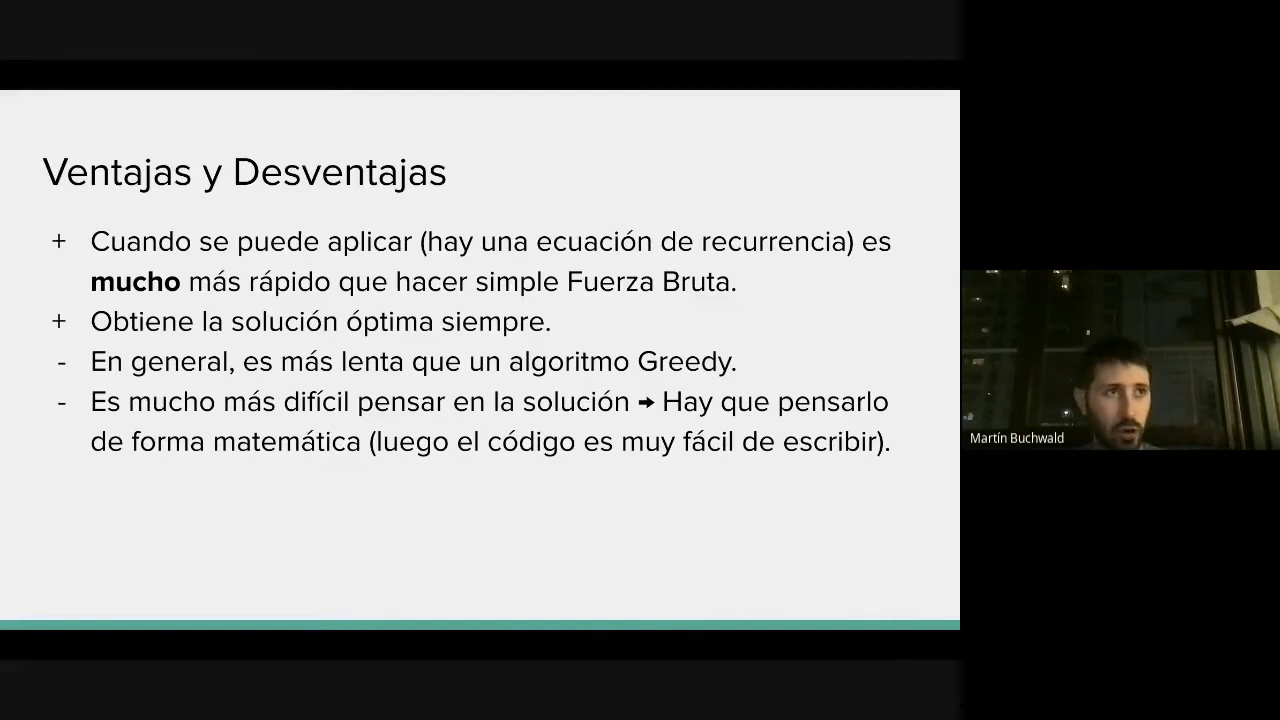 Ventajas y Desventajas
+ Cuando se puede aplicar (hay una ecuación de recurrencia) es
mucho más rápido que hacer simple Fuerza Bruta.
+ Obtiene la solución óptima siempre.
- En general, es más lenta que un algoritmo Greedy.
- Es mucho más difícil pensar en la solución → Hay que pensarlo
de forma matemática (luego el código es muy fácil de escribir).
Martín Buchwald